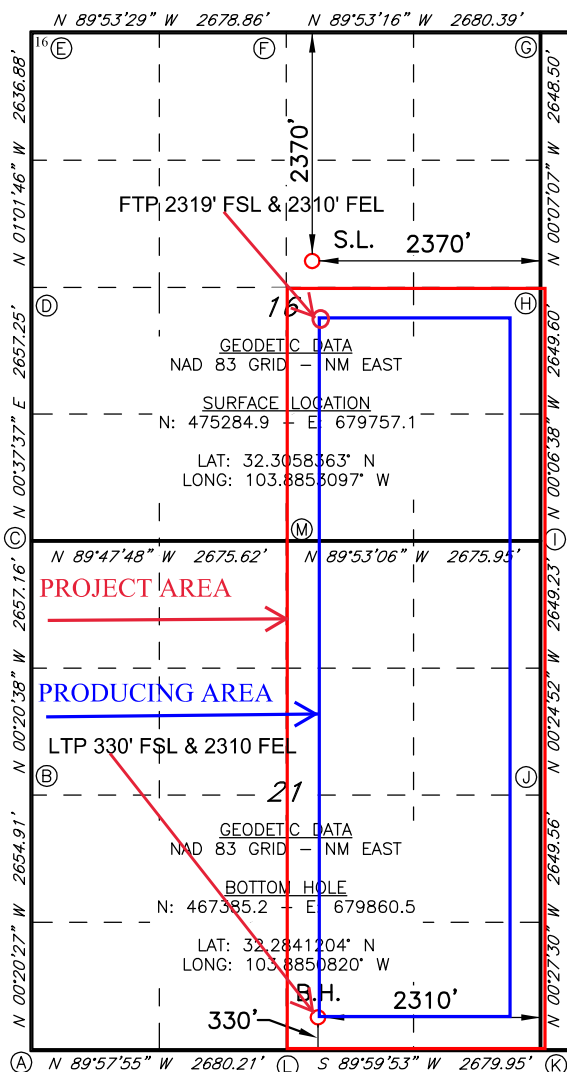 N 89°53'29" W 2678.86' N 89°53'16" W 2680.39'
16 E F G
2636.88'
N 01°01'46" W
2648.50'
N 00°07'07" W
2370'
FTP 2319' FSL & 2310' FEL
S.L. 2370'
D 16 H
2657.25'
N 00°37'37" E
2649.60'
N 00°06'38" W
GEODETIC DATA
NAD 83 GRID - NM EAST
SURFACE LOCATION
N: 475284.9 - E: 679757.1
LAT: 32.3058363° N
LONG: 103.8853097° W
C M I
N 89°47'48" W 2675.62' N 89°53'06" W 2675.95'
2657.16'
N 00°20'38" W
2649.23'
N 00°24'52" W
PROJECT AREA
PRODUCING AREA
LTP 330' FSL & 2310 FEL
B 21 J
2654.91'
N 00°20'27" W
2649.56'
N 00°27'30" W
GEODETIC DATA
NAD 83 GRID - NM EAST
BOTTOM HOLE
N: 467385.2 - E: 679860.5
LAT: 32.2841204° N
LONG: 103.8850820° W
B.H. 2310'
330'
A N 89°57'55" W 2680.21' L S 89°59'53" W 2679.95' K